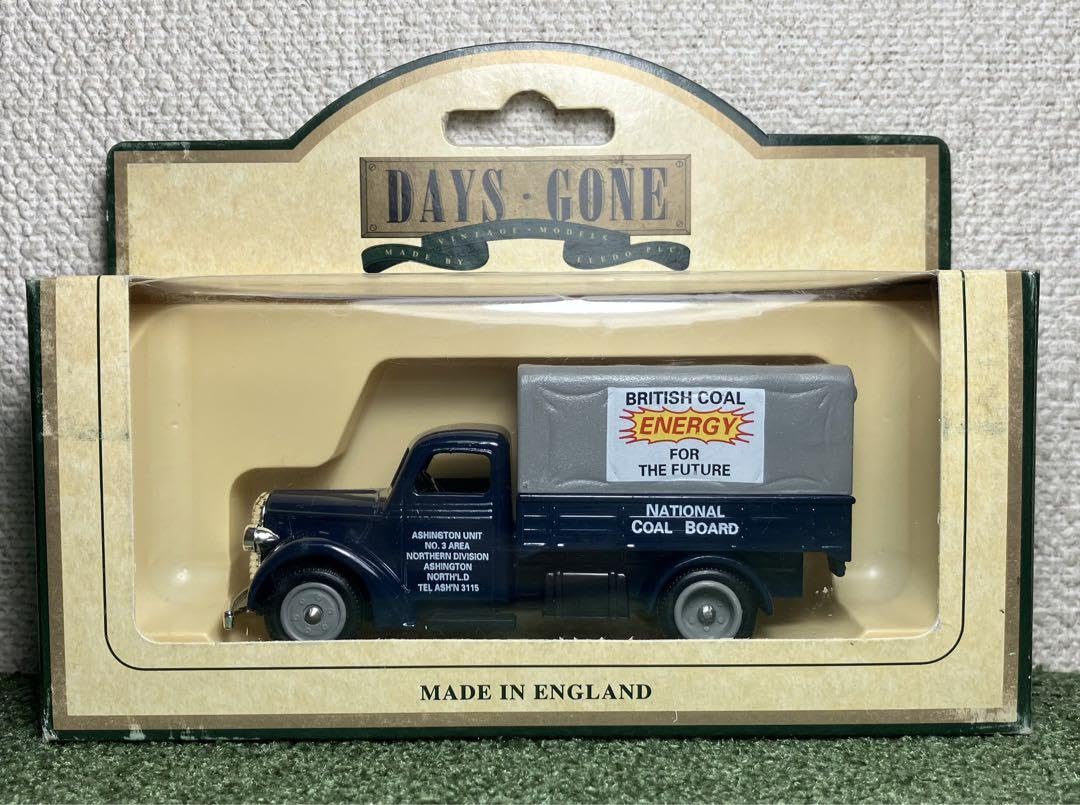 DAYS · GONE
VINTAGE · MODELS
MADE BY LLEDO PLC
BRITISH COAL
ENERGY
FOR
THE FUTURE
NATIONAL
COAL BOARD
ASHINGTON UNIT
NO. 3 AREA
NORTHERN DIVISION
ASHINGTON
NORTH'L.D
TEL ASH'N 3115
MADE IN ENGLAND